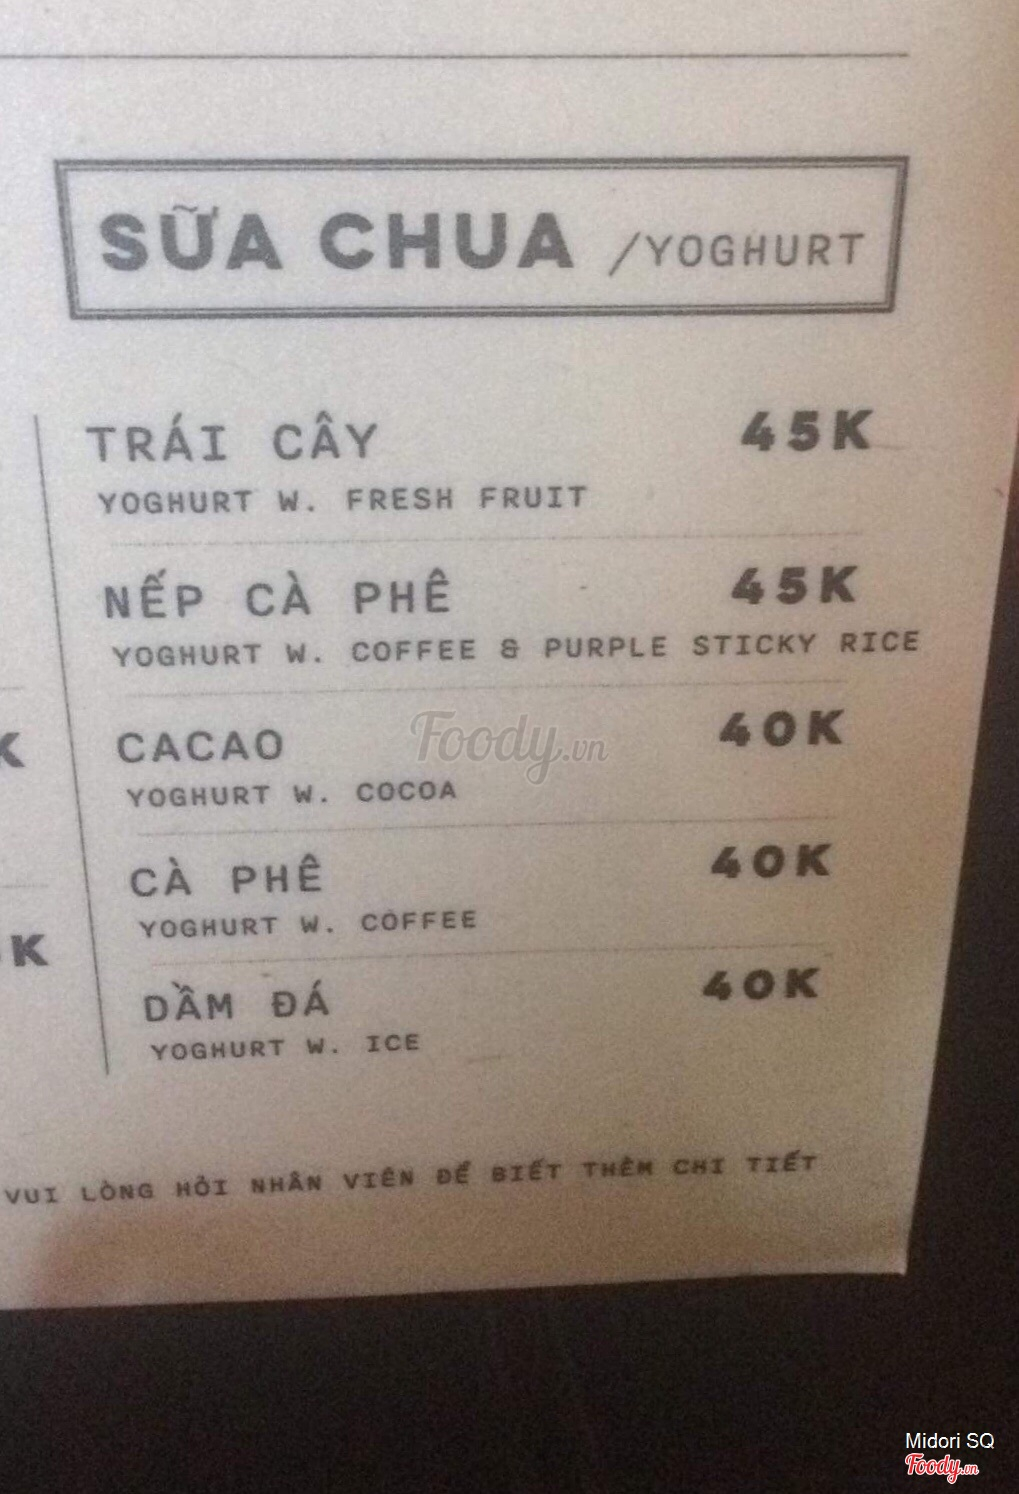 SỮA CHUA /YOGHURT
TRÁI CÂY 45K
YOGHURT W. FRESH FRUIT
NẾP CÀ PHÊ 45K
YOGHURT W. COFFEE & PURPLE STICKY RICE
CACAO 40K
YOGHURT W. COCOA
K
CÀ PHÊ 40K
YOGHURT W. COFFEE
K
DẦM ĐÁ 40K
YOGHURT W. ICE
VUI LÒNG HỎI NHÂN VIÊN ĐỂ BIẾT THÊM CHI TIẾT
Foody.vn
Midori SQ
Foody.vn